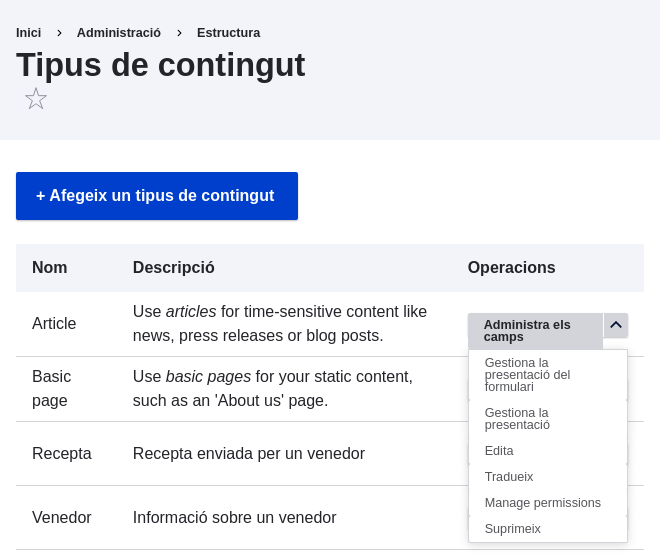 Inici › Administració › Estructura
Tipus de contingut
+ Afegeix un tipus de contingut
Nom Descripció Operacions
Article
Use articles for time-sensitive content like
news, press releases or blog posts.
Administra els
camps
Gestiona la
presentació del
formulari
Gestiona la
presentació
Edita
Tradueix
Manage permissions
Suprimeix
Basic
page
Use basic pages for your static content,
such as an 'About us' page.
Recepta
Recepta enviada per un venedor
Venedor
Informació sobre un venedor